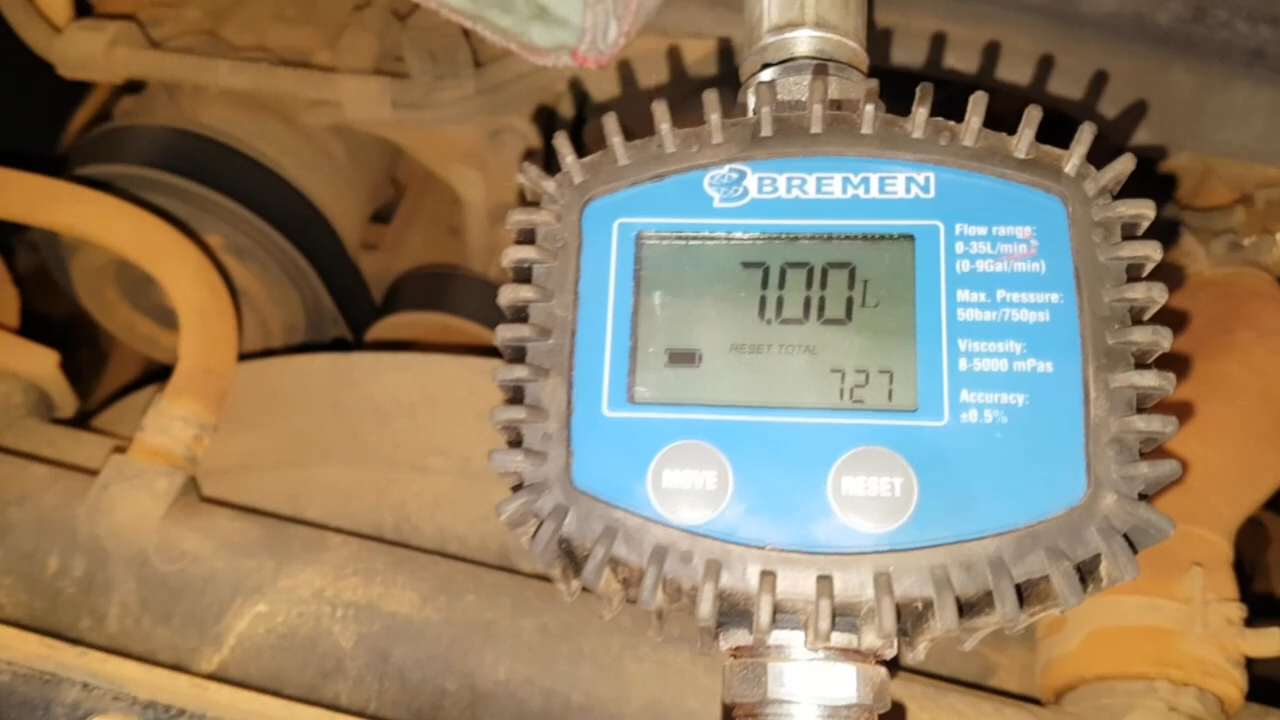 BREMEN
7.00 L
RESET TOTAL
727
Flow range:
0-35L/min
(0-9Gal/min)
Max. Pressure:
50bar/750psi
Viscosity:
8-5000 mPas
Accuracy:
±0.5%
MOVE
RESET